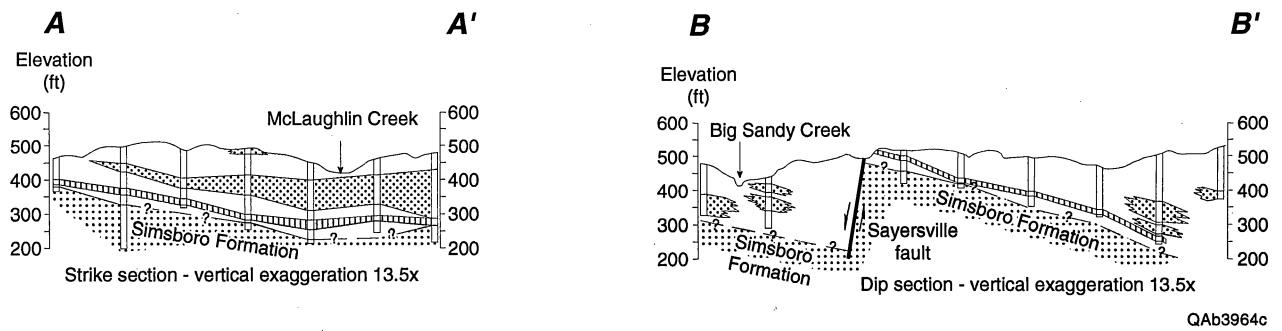 A
A'
Elevation
(ft)
McLaughlin Creek
600
500
400
300
200
600
500
400
300
200
?
?
?
?
?
Simsboro Formation
Strike section - vertical exaggeration 13.5x
B
B'
Elevation
(ft)
Big Sandy Creek
600
500
400
300
200
600
500
400
300
200
?
?
?
?
?
?
?
Simsboro
Formation
Sayersville
fault
Simsboro Formation
Dip section - vertical exaggeration 13.5x
QAb3964c